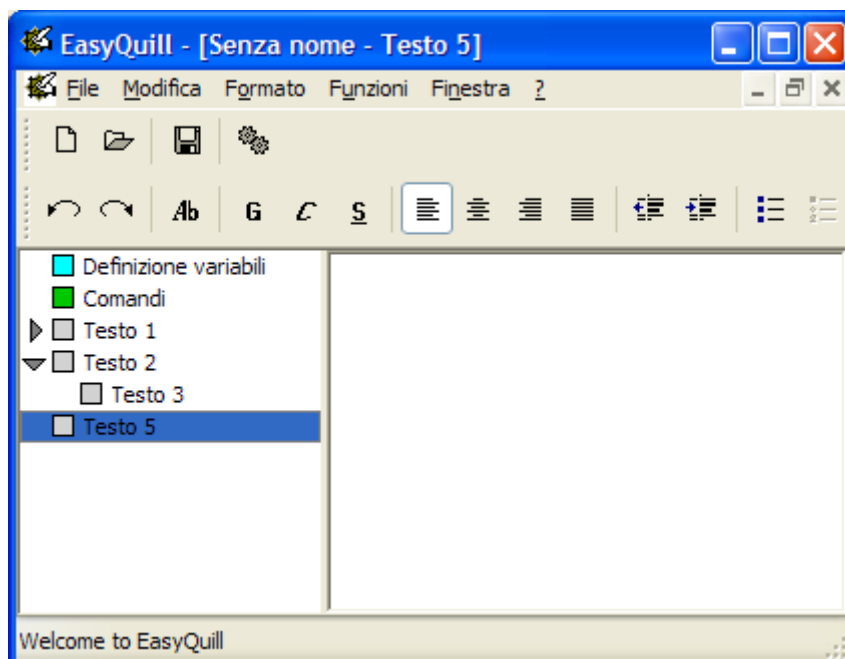 EasyQuill - [Senza nome - Testo 5]
File Modifica Formato Funzioni Finestra ?
Ab G C S
Definizione variabili
Comandi
Testo 1
Testo 2
Testo 3
Testo 5
Welcome to EasyQuill